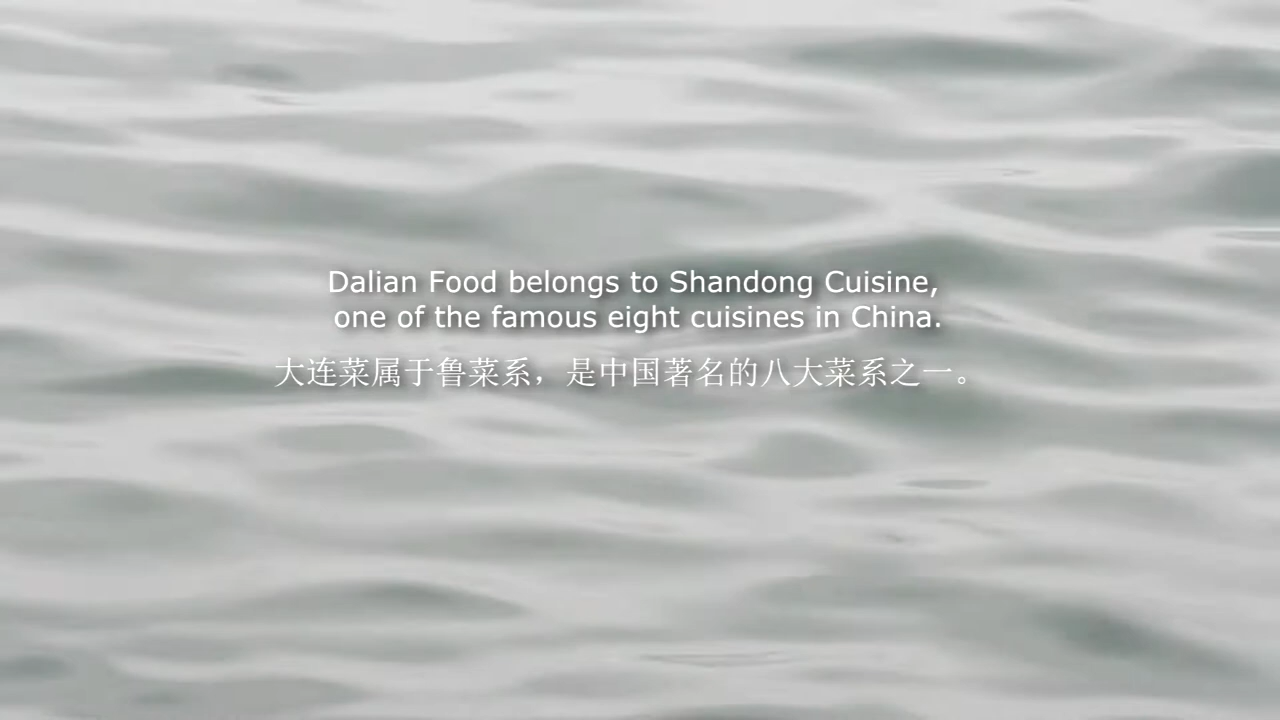 Dalian Food belongs to Shandong Cuisine,
one of the famous eight cuisines in China.
大连菜属于鲁菜系，是中国著名的八大菜系之一。